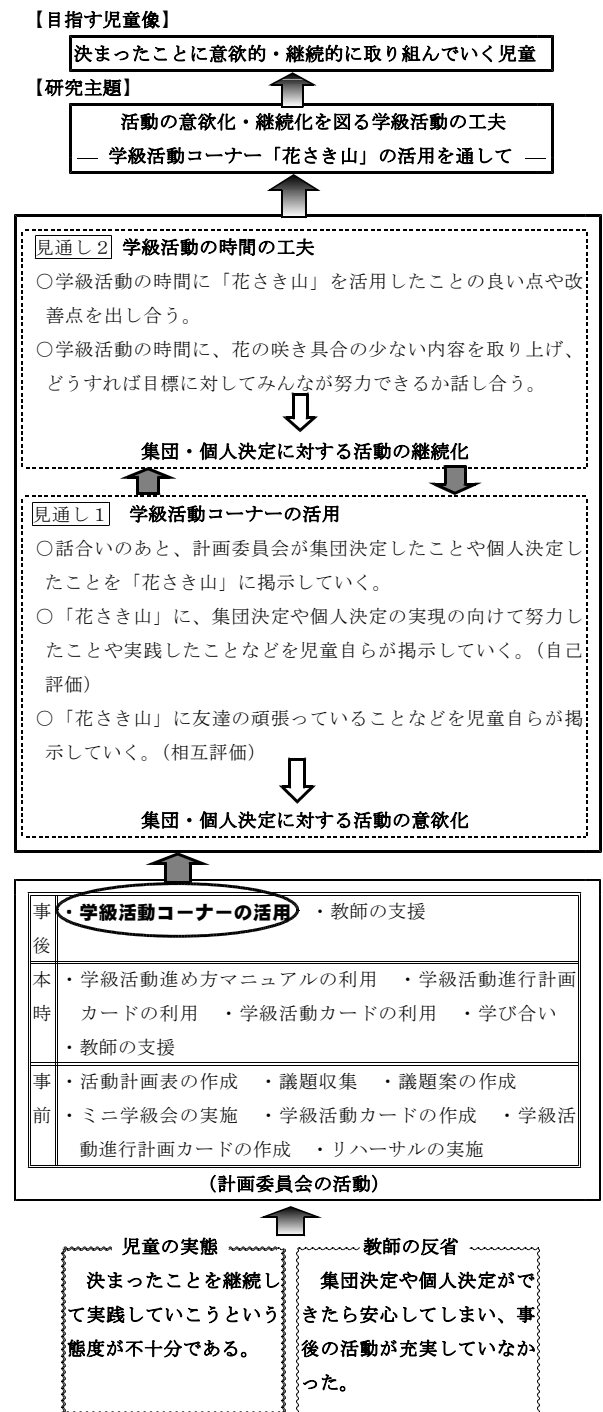 【目指す児童像】
決まったことに意欲的・継続的に取り組んでいく児童
【研究主題】
活動の意欲化・継続化を図る学級活動の工夫
― 学級活動コーナー「花さき山」の活用を通して ―
見通し2 学級活動の時間の工夫
○学級活動の時間に「花さき山」を活用したことの良い点や改
善点を出し合う。
○学級活動の時間に、花の咲き具合の少ない内容を取り上げ、
どうすれば目標に対してみんなが努力できるか話し合う。
集団・個人決定に対する活動の継続化
見通し1 学級活動コーナーの活用
○話合いのあと、計画委員会が集団決定したことや個人決定し
たことを「花さき山」に掲示していく。
○「花さき山」に、集団決定や個人決定の実現の向けて努力し
たことや実践したことなどを児童自らが掲示していく。（自己
評価）
○「花さき山」に友達の頑張っていることなどを児童自らが掲
示していく。（相互評価）
集団・個人決定に対する活動の意欲化
事後
・学級活動コーナーの活用 ・教師の支援
本時
・学級活動進め方マニュアルの利用 ・学級活動進行計画
カードの利用 ・学級活動カードの利用 ・学び合い
・教師の支援
事前
・活動計画表の作成 ・議題収集 ・議題案の作成
・ミニ学級会の実施 ・学級活動カードの作成 ・学級活
動進行計画カードの作成 ・リハーサルの実施
（計画委員会の活動）
児童の実態
決まったことを継続し
て実践していこうという
態度が不十分である。
教師の反省
集団決定や個人決定がで
きたら安心してしまい、事
後の活動が充実していなか
った。